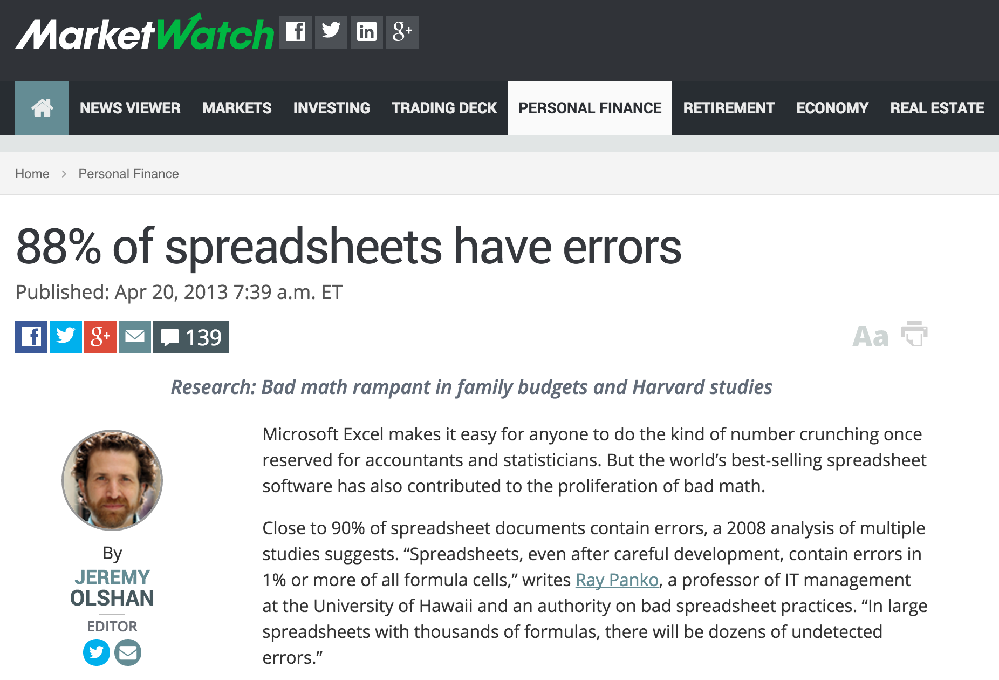 MarketWatch
NEWS VIEWER MARKETS INVESTING TRADING DECK PERSONAL FINANCE RETIREMENT ECONOMY REAL ESTATE
Home > Personal Finance
88% of spreadsheets have errors
Published: Apr 20, 2013 7:39 a.m. ET
139
Aa
Research: Bad math rampant in family budgets and Harvard studies
By
JEREMY
OLSHAN
EDITOR
Microsoft Excel makes it easy for anyone to do the kind of number crunching once
reserved for accountants and statisticians. But the world’s best-selling spreadsheet
software has also contributed to the proliferation of bad math.
Close to 90% of spreadsheet documents contain errors, a 2008 analysis of multiple
studies suggests. “Spreadsheets, even after careful development, contain errors in
1% or more of all formula cells,” writes Ray Panko, a professor of IT management
at the University of Hawaii and an authority on bad spreadsheet practices. “In large
spreadsheets with thousands of formulas, there will be dozens of undetected
errors.”